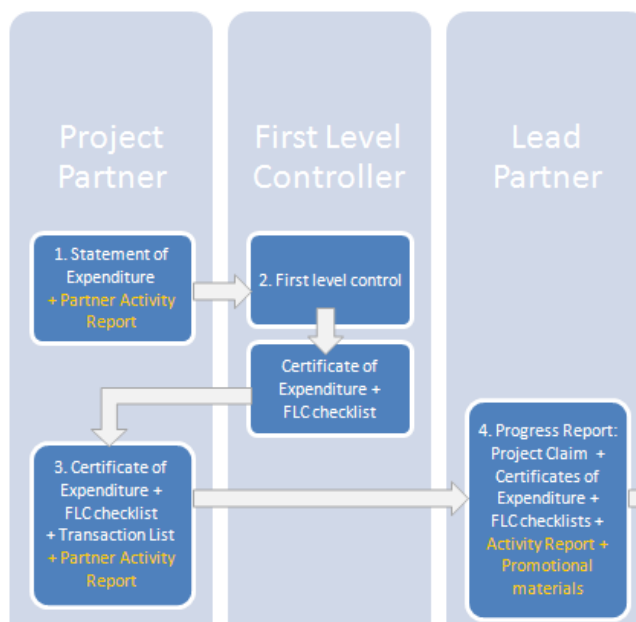 Project
Partner
First Level
Controller
Lead
Partner
1. Statement of
Expenditure
+ Partner Activity
Report
2. First level control
Certificate of
Expenditure +
FLC checklist
3. Certificate of
Expenditure +
FLC checklist
+ Transaction List
+ Partner Activity
Report
4. Progress Report:
Project Claim +
Certificates of
Expenditure +
FLC checklists +
Activity Report +
Promotional
materials